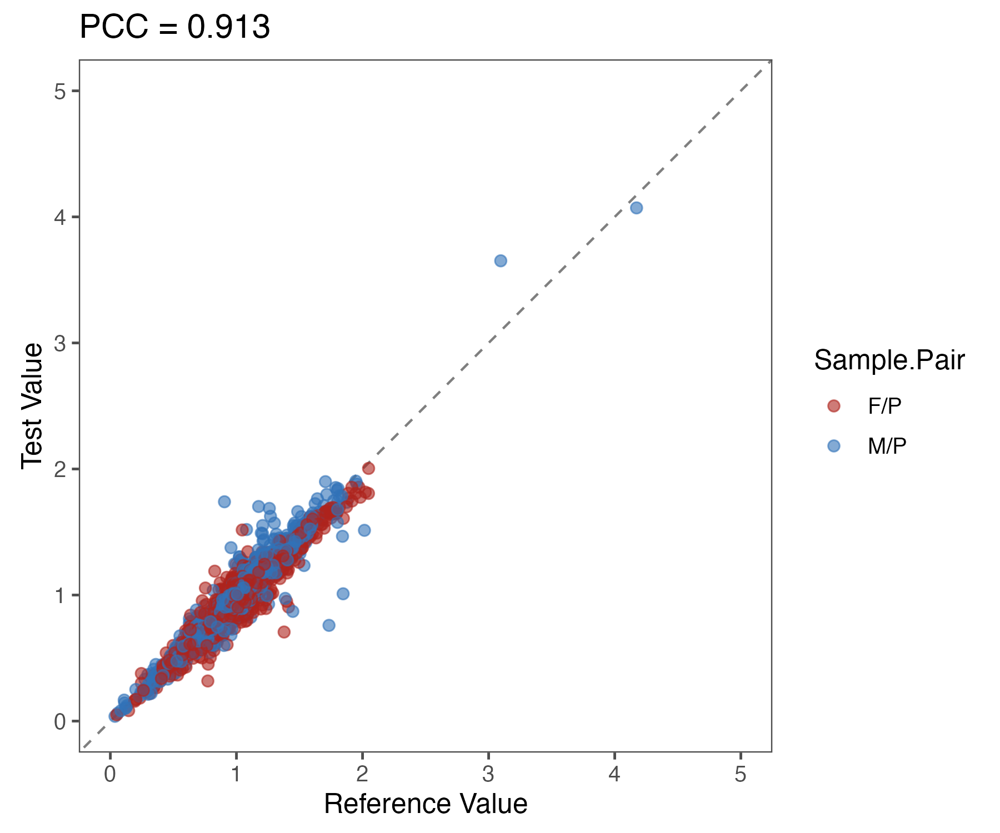 PCC = 0.913
5
4
3
2
1
0
Test Value
0 1 2 3 4 5
Reference Value
Sample.Pair
F/P
M/P